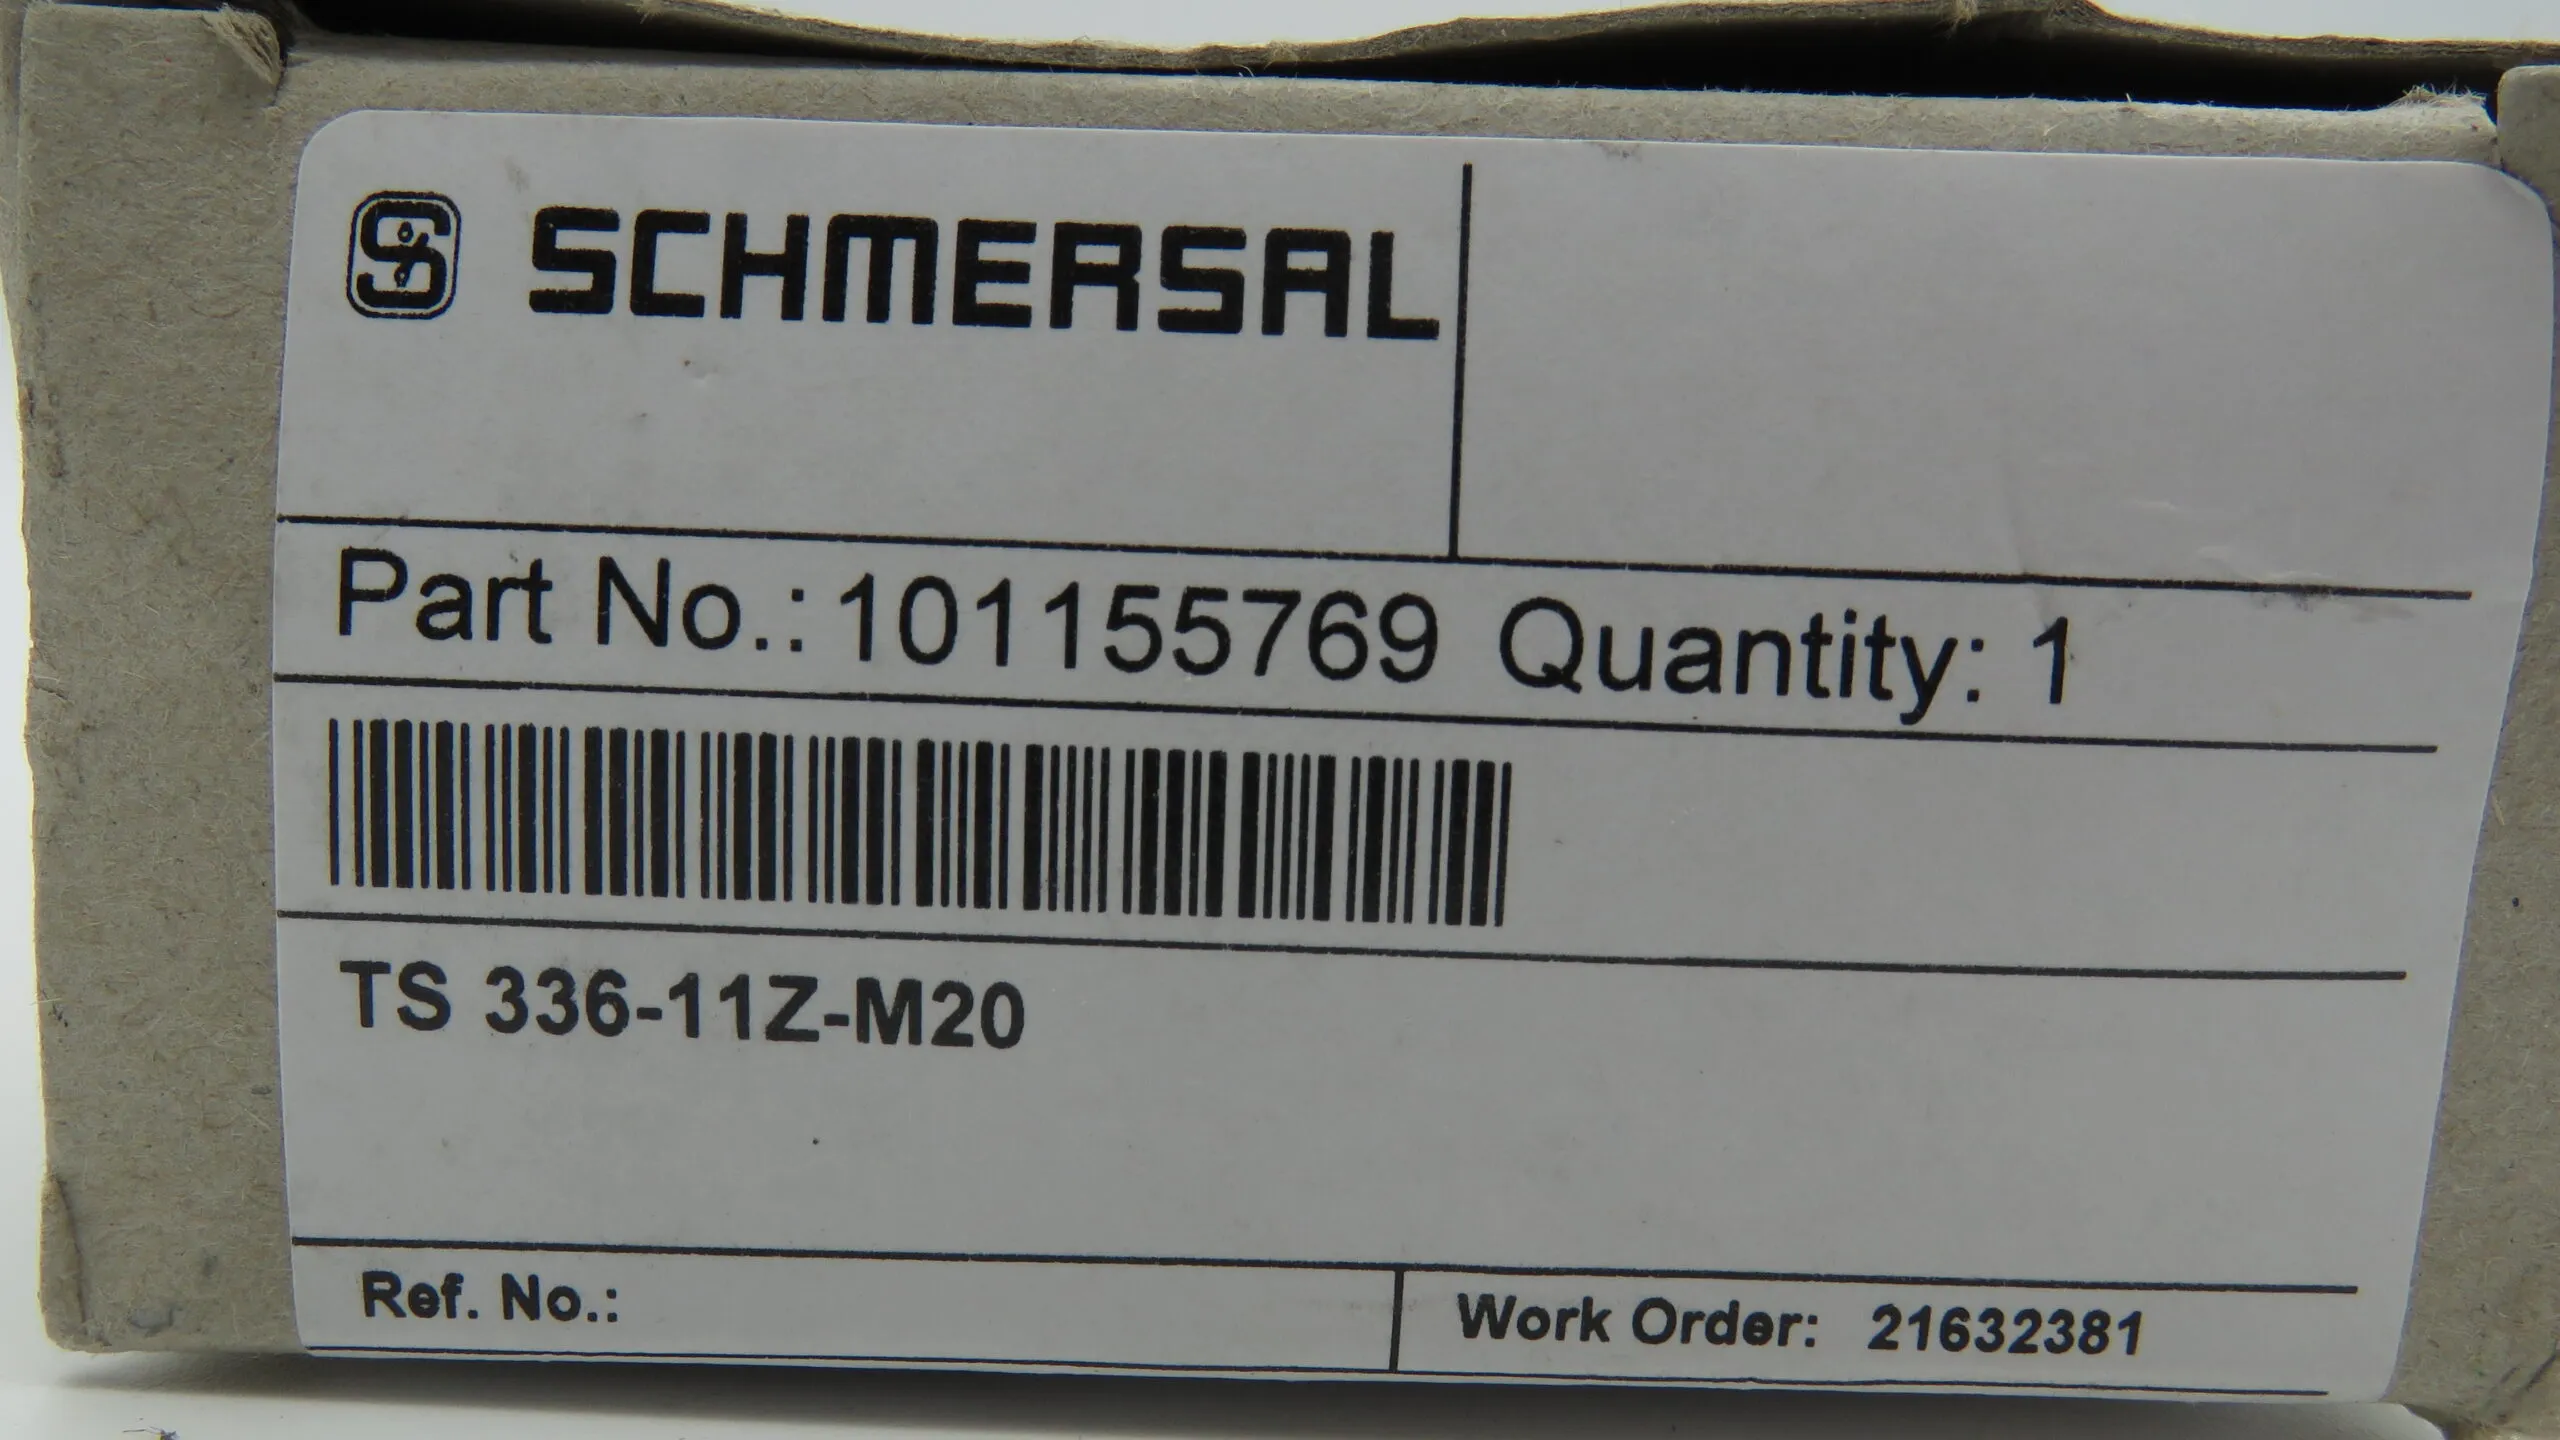 SCHMERSAL
Part No.: 101155769 Quantity: 1
TS 336-11Z-M20
Ref. No.:
Work Order: 21632381